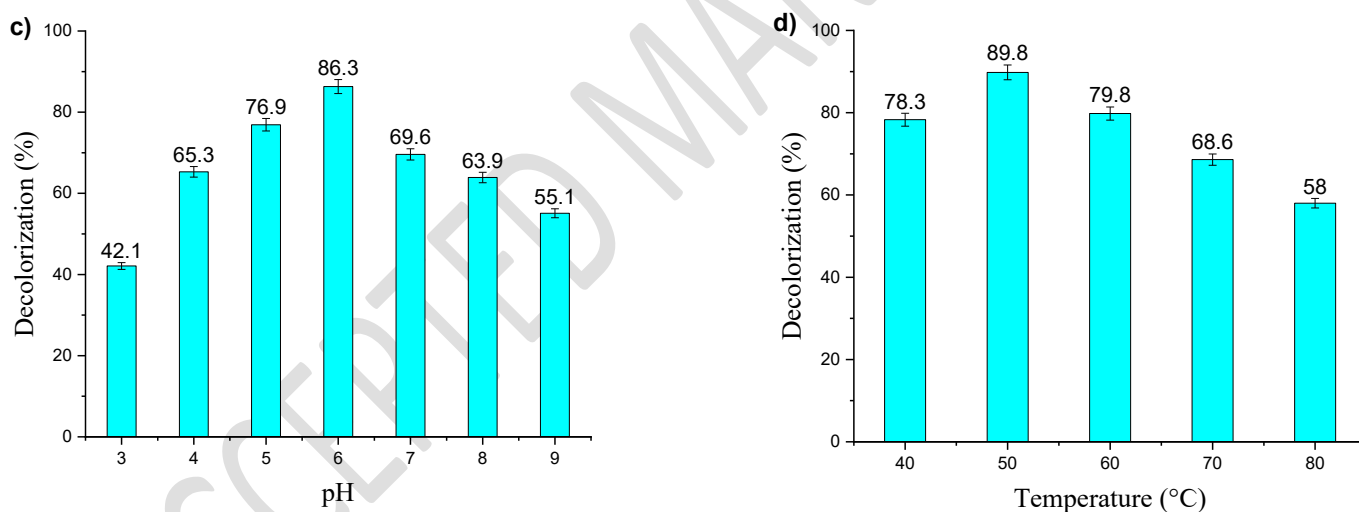 c)
100
80
60
40
20
0
Decolorization (%)
42.1
65.3
76.9
86.3
69.6
63.9
55.1
3 4 5 6 7 8 9
pH
d)
100
80
60
40
20
0
Decolorization (%)
78.3
89.8
79.8
68.6
58
40 50 60 70 80
Temperature (°C)
CCEPTED MAN